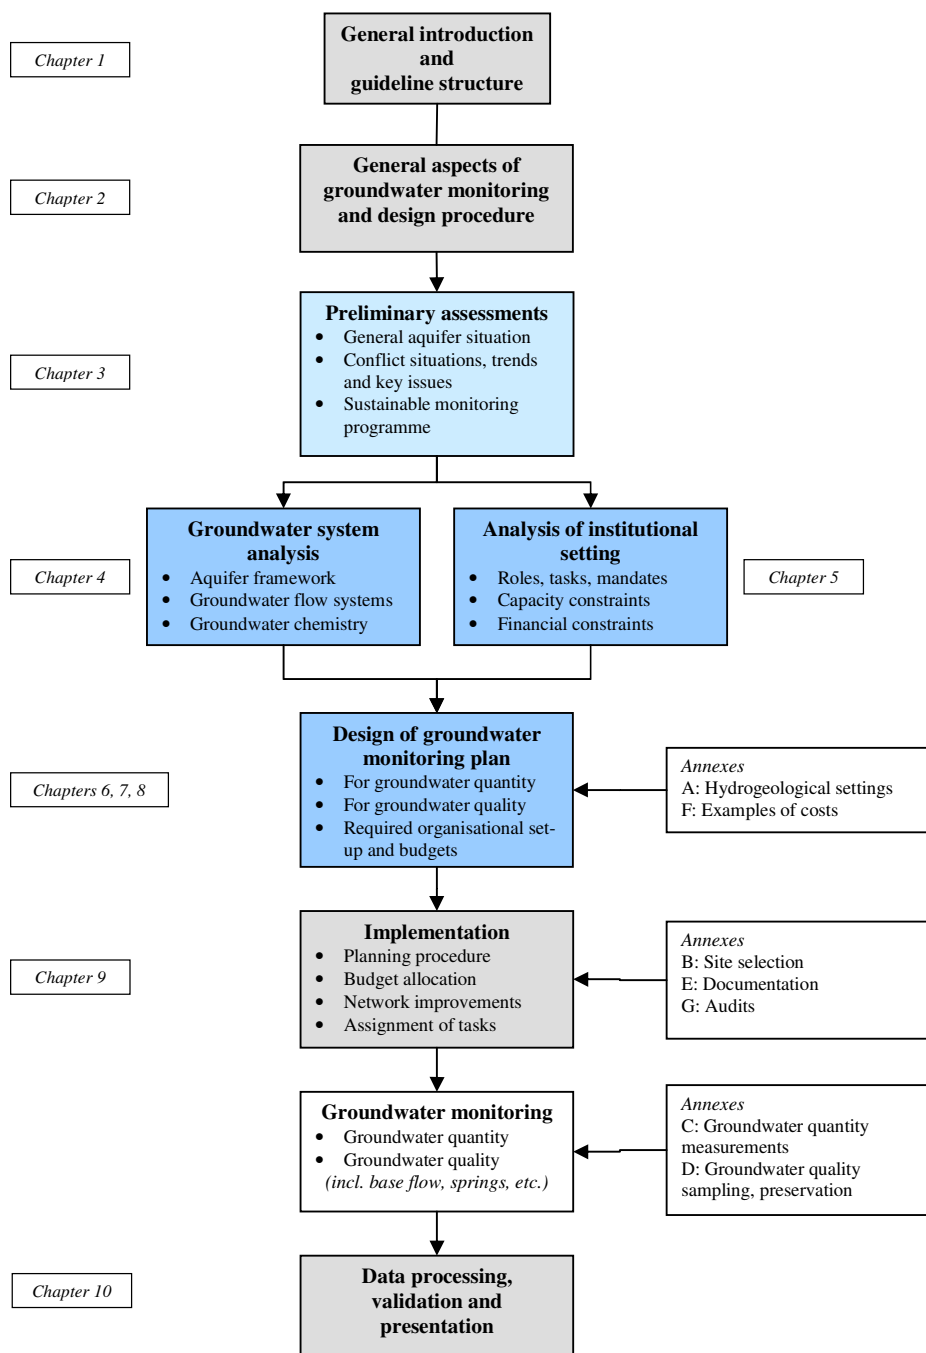 Chapter 1
General introduction
and
guideline structure
Chapter 2
General aspects of
groundwater monitoring
and design procedure
Chapter 3
Preliminary assessments
• General aquifer situation
• Conflict situations, trends
and key issues
• Sustainable monitoring
programme
Chapter 4
Groundwater system
analysis
• Aquifer framework
• Groundwater flow systems
• Groundwater chemistry
Analysis of institutional
setting
• Roles, tasks, mandates
• Capacity constraints
• Financial constraints
Chapter 5
Chapters 6, 7, 8
Design of groundwater
monitoring plan
• For groundwater quantity
• For groundwater quality
• Required organisational set-
up and budgets
Annexes
A: Hydrogeological settings
F: Examples of costs
Chapter 9
Implementation
• Planning procedure
• Budget allocation
• Network improvements
• Assignment of tasks
Annexes
B: Site selection
E: Documentation
G: Audits
Groundwater monitoring
• Groundwater quantity
• Groundwater quality
(incl. base flow, springs, etc.)
Annexes
C: Groundwater quantity
measurements
D: Groundwater quality
sampling, preservation
Chapter 10
Data processing,
validation and
presentation